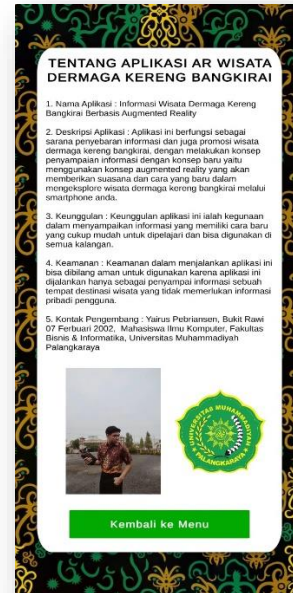 TENTANG APLIKASI AR WISATA
DERMAGA KERENG BANGKIRAI
1. Nama Aplikasi : Informasi Wisata Dermaga Kereng
Bangkirai Berbasis Augmented Reality
2. Deskripsi Aplikasi : Aplikasi ini berfungsi sebagai
sarana penyebaran informasi dan juga promosi wisata
dermaga kereng bangkirai, dengan melakukan konsep
penyampaian informasi dengan konsep baru yaitu
menggunakan konsep augmented reality yang akan
memberikan suasana dan cara yang baru dalam
mengeksplore wisata dermaga kereng bangkirai melalui
smartphone anda.
3. Keunggulan : Keunggulan aplikasi ini ialah kegunaan
dalam menyampaikan informasi yang memiliki cara baru
yang cukup mudah untuk dipelajari dan bisa digunakan di
semua kalangan.
4. Keamanan : Keamanan dalam menjalankan aplikasi ini
bisa dibilang aman untuk digunakan karena aplikasi ini
dijalankan hanya sebagai penyampai informasi sebuah
tempat destinasi wisata yang tidak memerlukan informasi
pribadi pengguna.
5. Kontak Pengembang : Yairus Pebriansen, Bukit Rawi
07 Ferbuari 2002, Mahasiswa Ilmu Komputer, Fakultas
Bisnis & Informatika, Universitas Muhammadiyah
Palangkaraya
UNIVERSITAS MUHAMMADIYAH
PALANGKARAYA
Kembali ke Menu